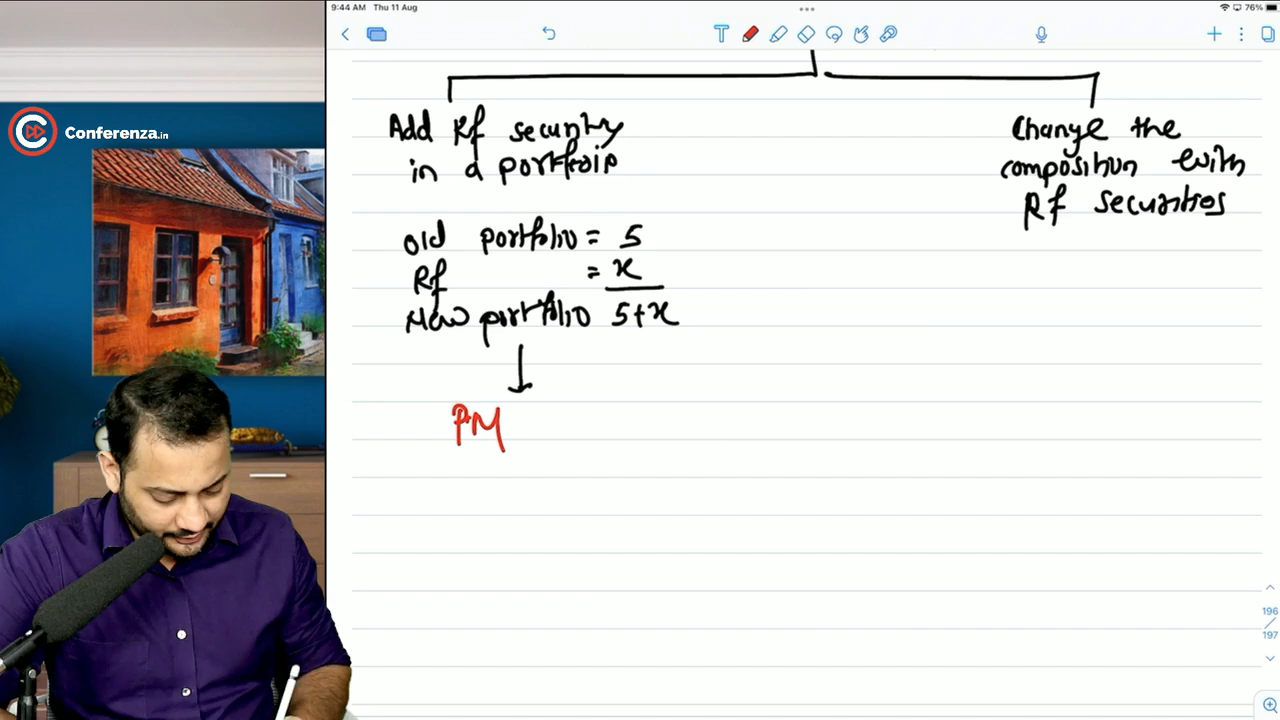 9:44 AM Thu 11 Aug
76%
Conferenza.in
Add Rf security
in a portfolio
Change the
composition with
Rf securities
Old portfolio = 5
Rf = x
New portfolio 5+x
PM
196
197